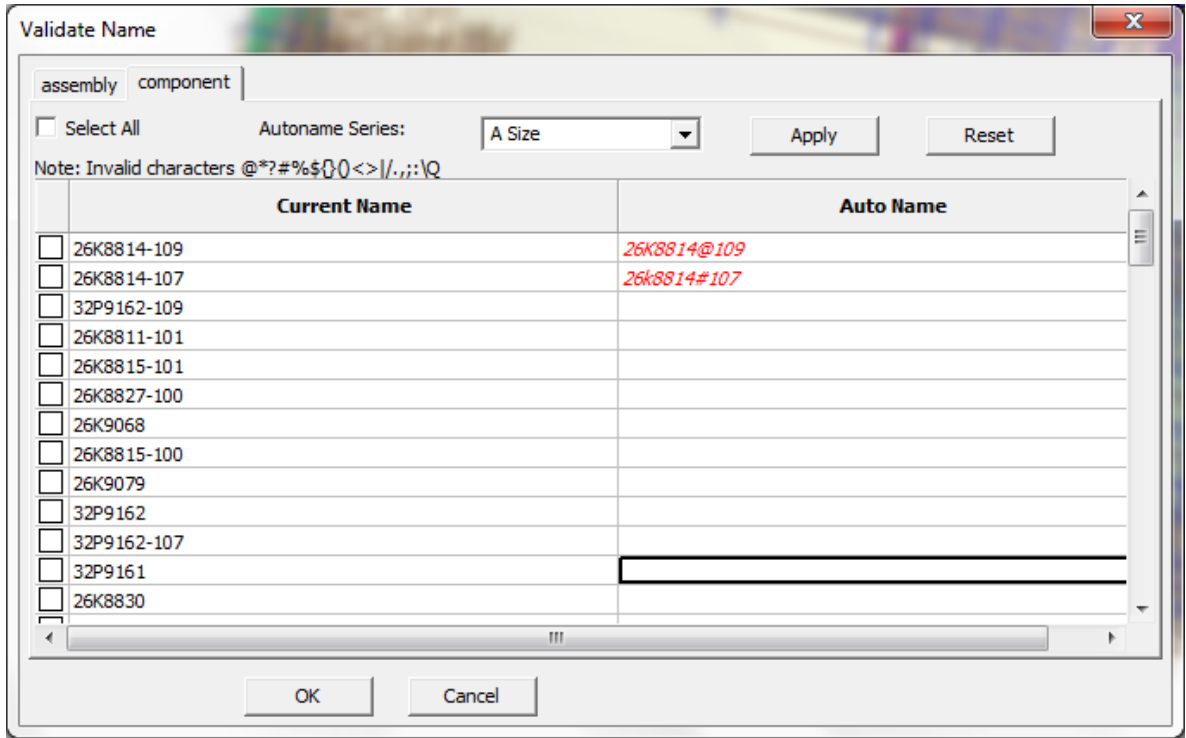 Validate Name
assembly component
Select All Autoname Series: A Size Apply Reset
Note: Invalid characters @*?#%${}()<>|/.,;:\Q
Current Name Auto Name
26K8814-109 26K8814@109
26K8814-107 26k8814#107
32P9162-109
26K8811-101
26K8815-101
26K8827-100
26K9068
26K8815-100
26K9079
32P9162
32P9162-107
32P9161
26K8830
OK Cancel